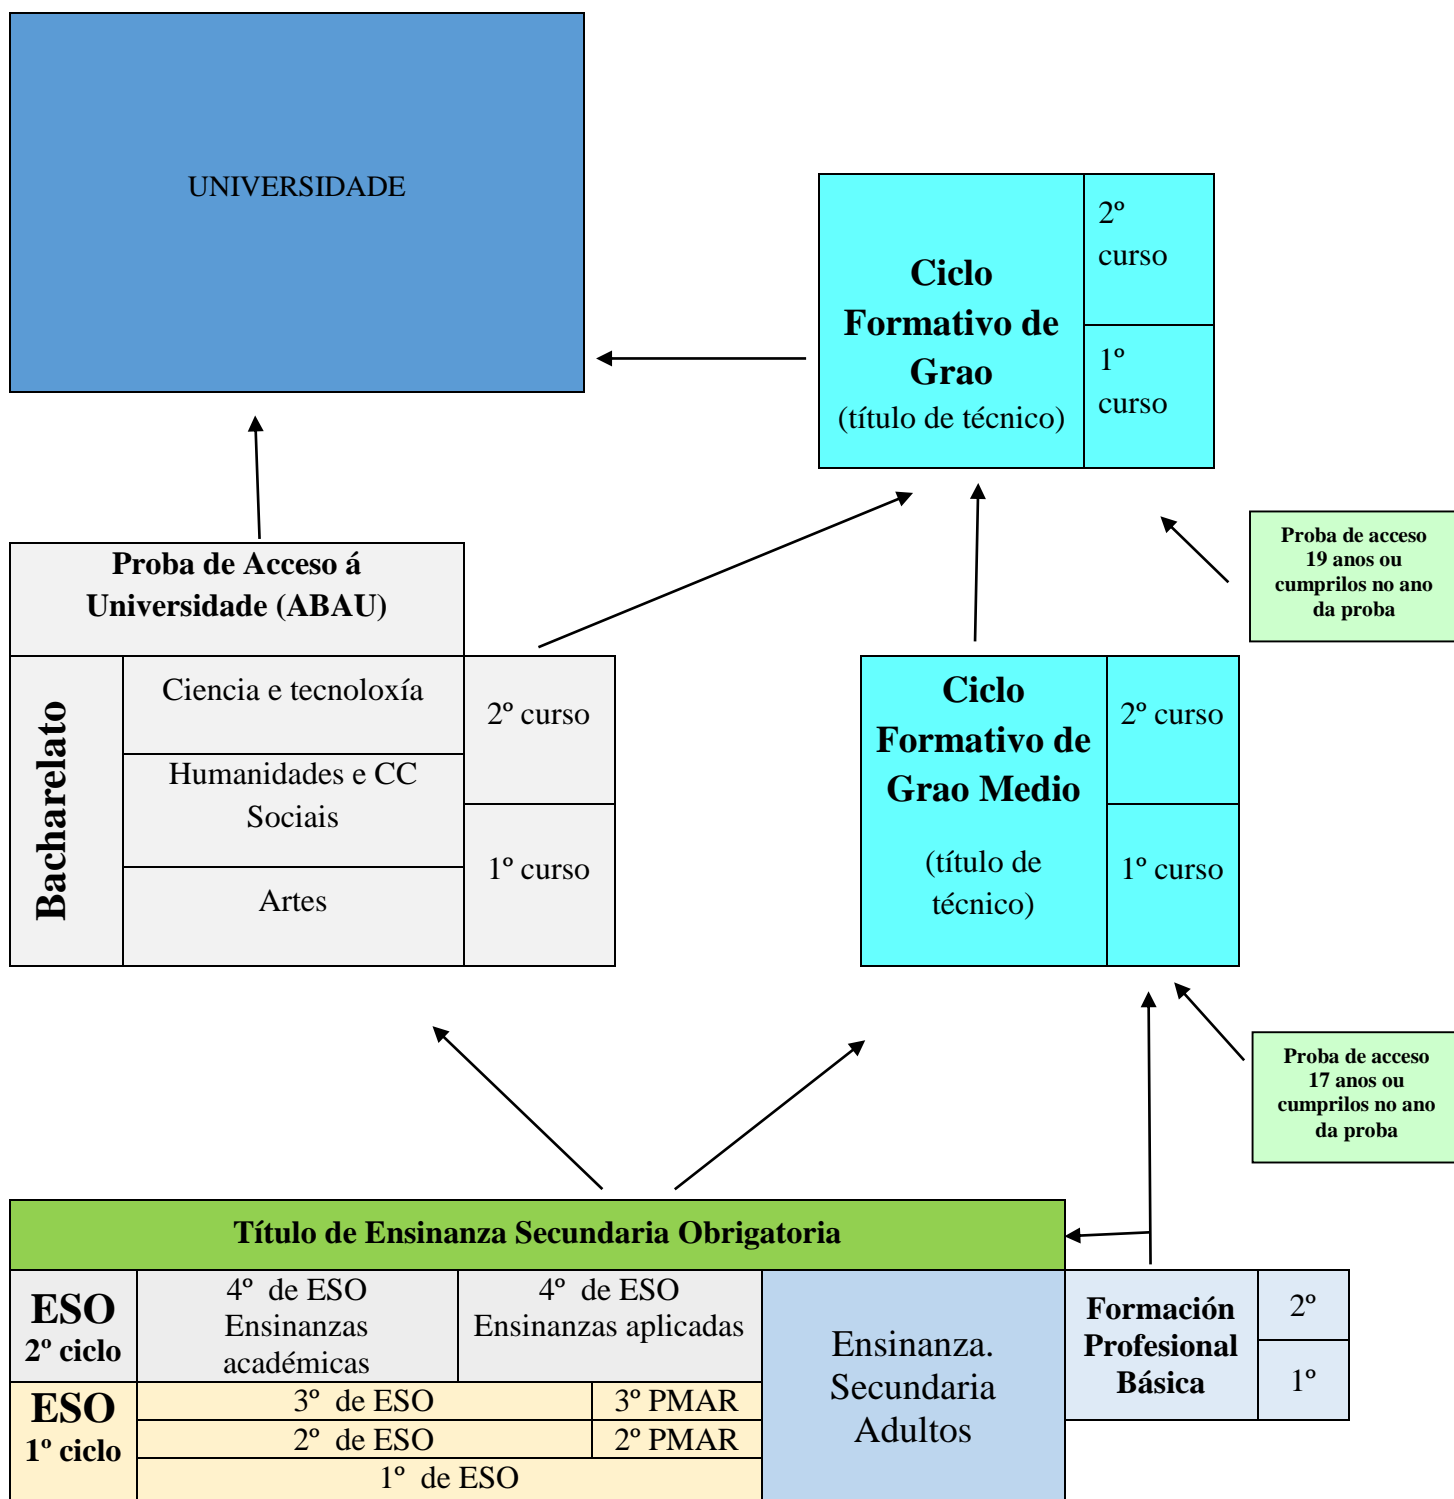 UNIVERSIDADE
Ciclo
Formativo de
Grao
(título de técnico)
2º
curso
1º
curso
Proba de acceso
19 anos ou
cumprilos no ano
da proba
Proba de Acceso á
Universidade (ABAU)
Bacharelato
Ciencia e tecnoloxía
Humanidades e CC
Sociais
Artes
2º curso
1º curso
Ciclo
Formativo de
Grao Medio
(título de
técnico)
2º curso
1º curso
Proba de acceso
17 anos ou
cumprilos no ano
da proba
Título de Ensinanza Secundaria Obrigatoria
ESO
2º ciclo
4º de ESO
Ensinanzas
académicas
4º de ESO
Ensinanzas aplicadas
ESO
1º ciclo
3º de ESO
3º PMAR
2º de ESO
2º PMAR
1º de ESO
Ensinanza.
Secundaria
Adultos
Formación
Profesional
Básica
2º
1º